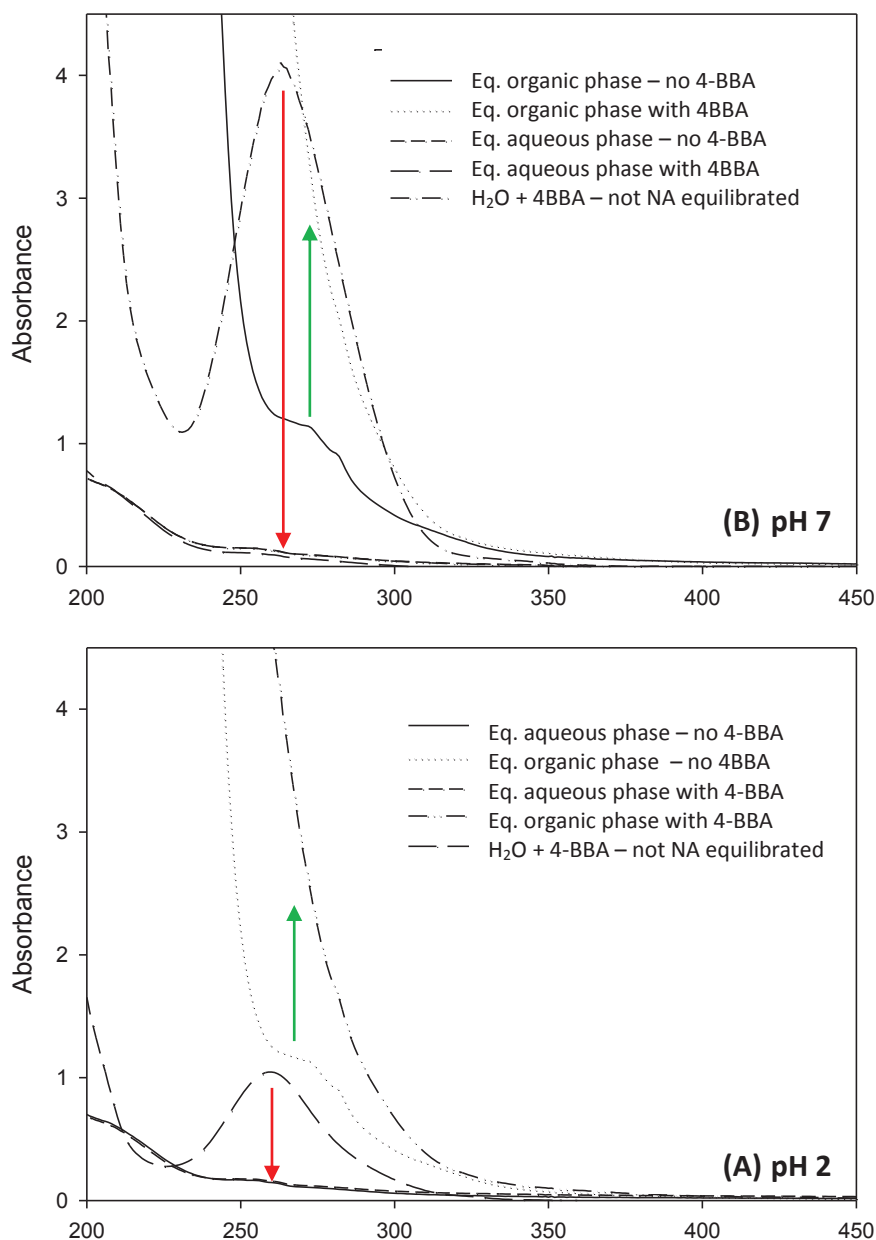 4
3
2
1
0
Absorbance
Eq. organic phase – no 4-BBA
Eq. organic phase with 4BBA
Eq. aqueous phase – no 4-BBA
Eq. aqueous phase with 4BBA
H₂O + 4BBA – not NA equilibrated
(B) pH 7
200 250 300 350 400 450
4
3
2
1
0
Absorbance
Eq. aqueous phase – no 4-BBA
Eq. organic phase – no 4BBA
Eq. aqueous phase with 4-BBA
Eq. organic phase with 4-BBA
H₂O + 4-BBA – not NA equilibrated
(A) pH 2
200 250 300 350 400 450